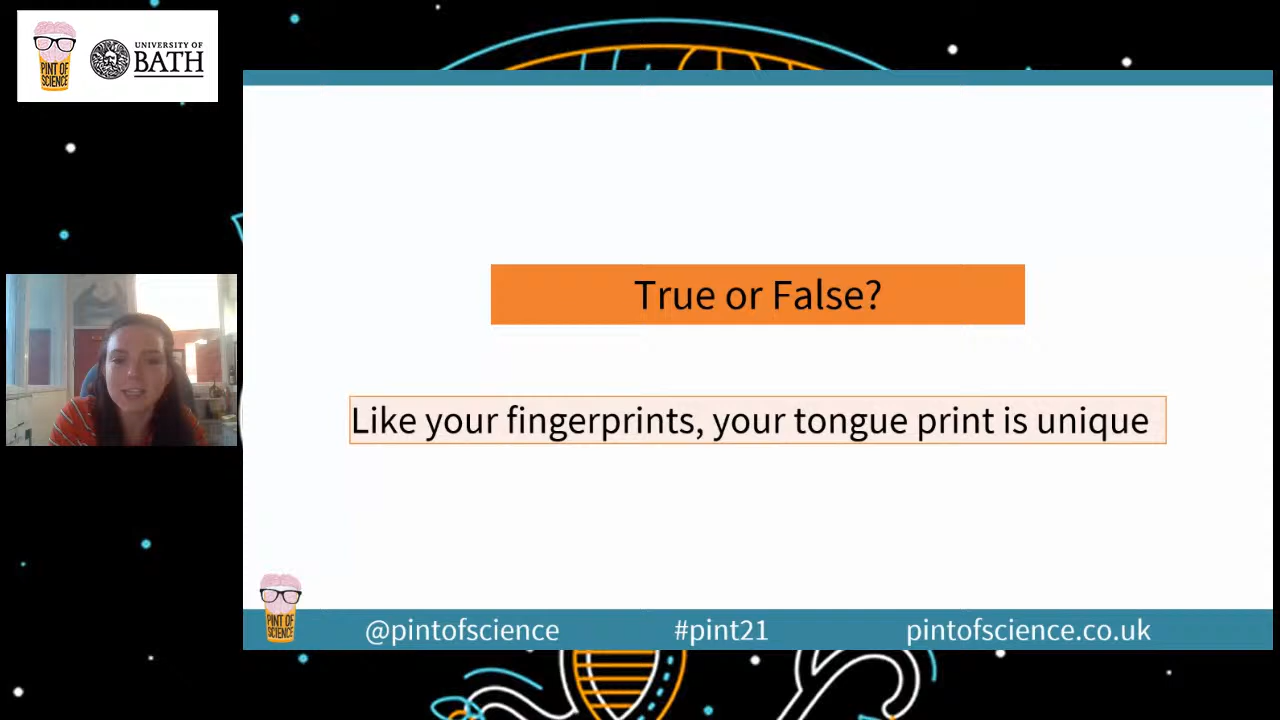 PINT OF
SCIENCE
UNIVERSITY OF
BATH
True or False?
Like your fingerprints, your tongue print is unique
PINT OF
SCIENCE
@pintofscience
#pint21
pintofscience.co.uk